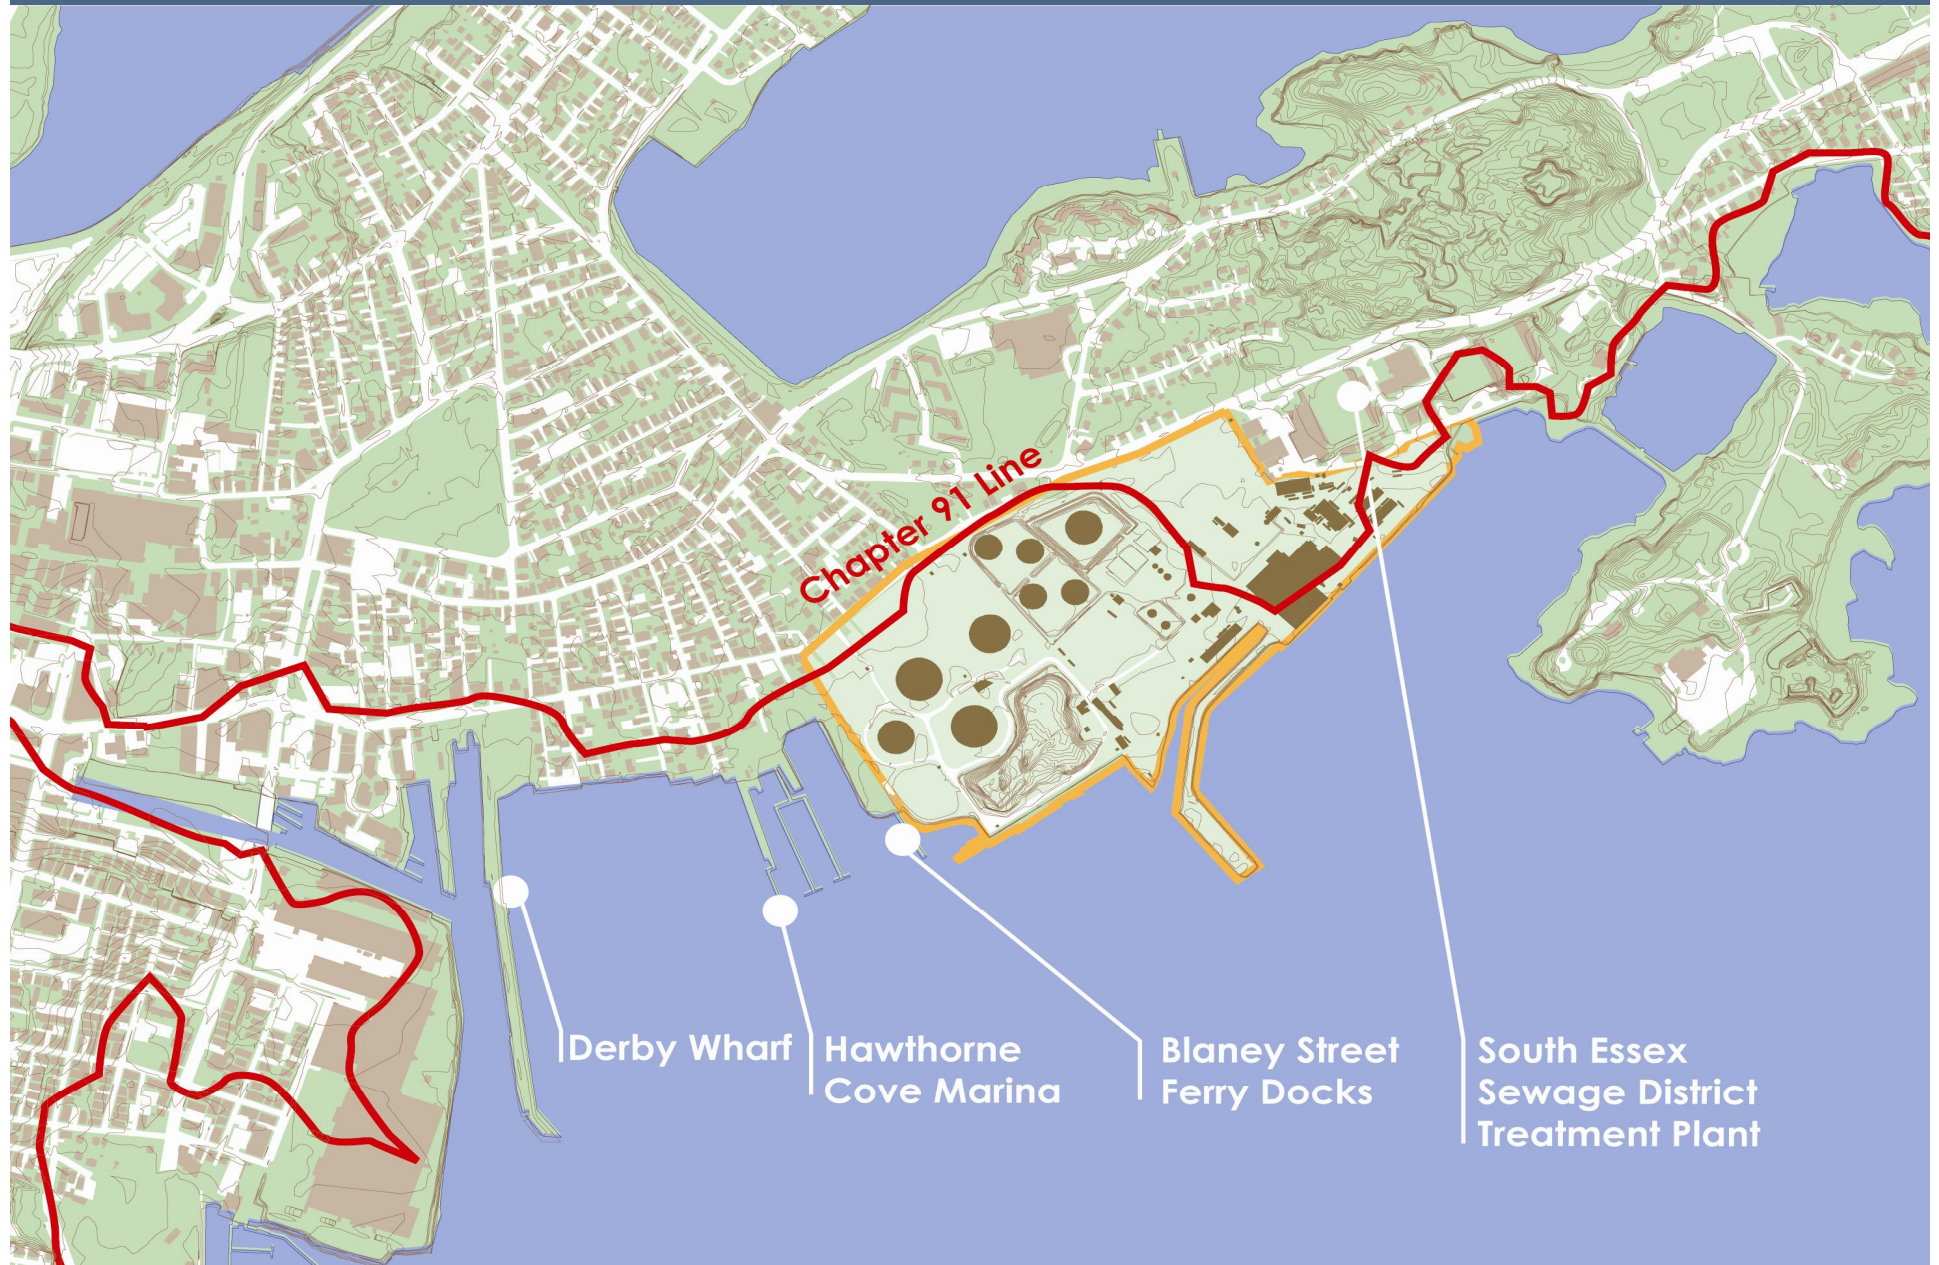 Chapter 91 Line
Derby Wharf
Hawthorne
Cove Marina
Blaney Street
Ferry Docks
South Essex
Sewage District
Treatment Plant